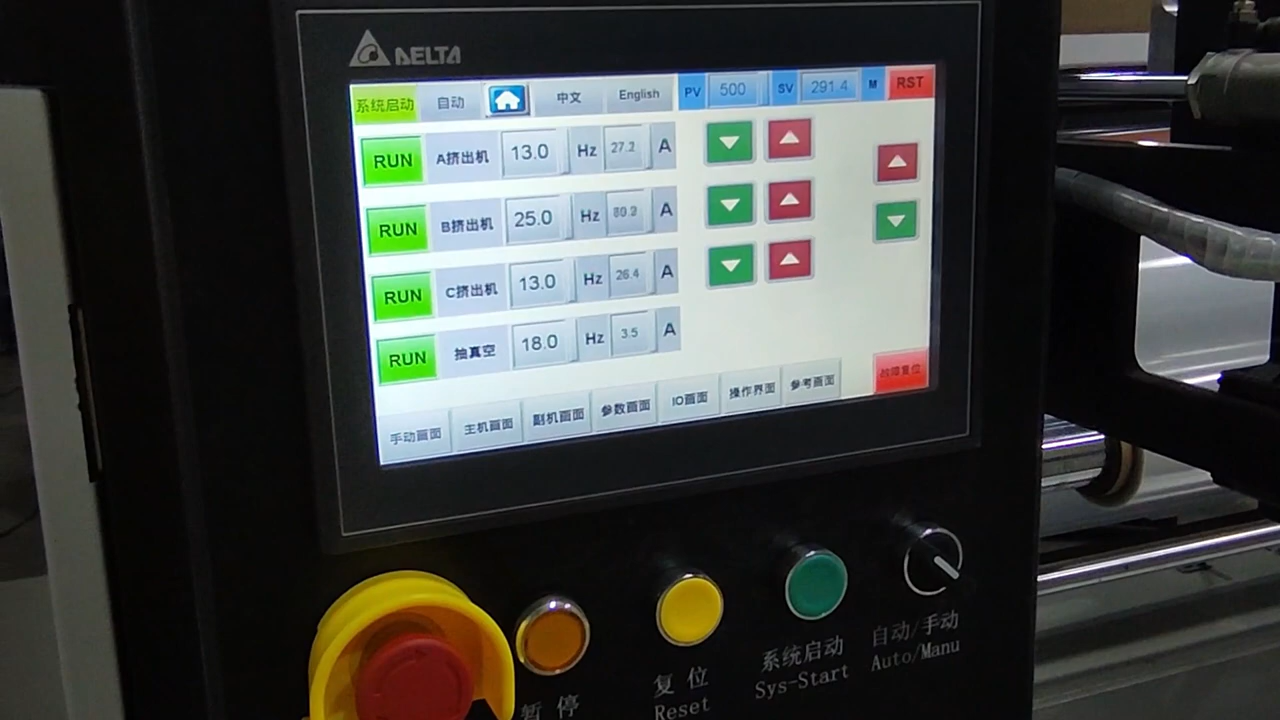 DELTA
系统启动 自动 中文 English PV 500 SV 291.4 M RST
RUN A挤出机 13.0 Hz 27.2 A
RUN B挤出机 25.0 Hz A
RUN C挤出机 13.0 Hz 26.4 A
RUN 抽真空 18.0 Hz 3.5 A
故障复位
手动画面 主机画面 副机画面 参数画面 IO画面 操作界面 参考画面
暂停
复位
Reset
系统启动
Sys-Start
自动/手动
Auto/Manu